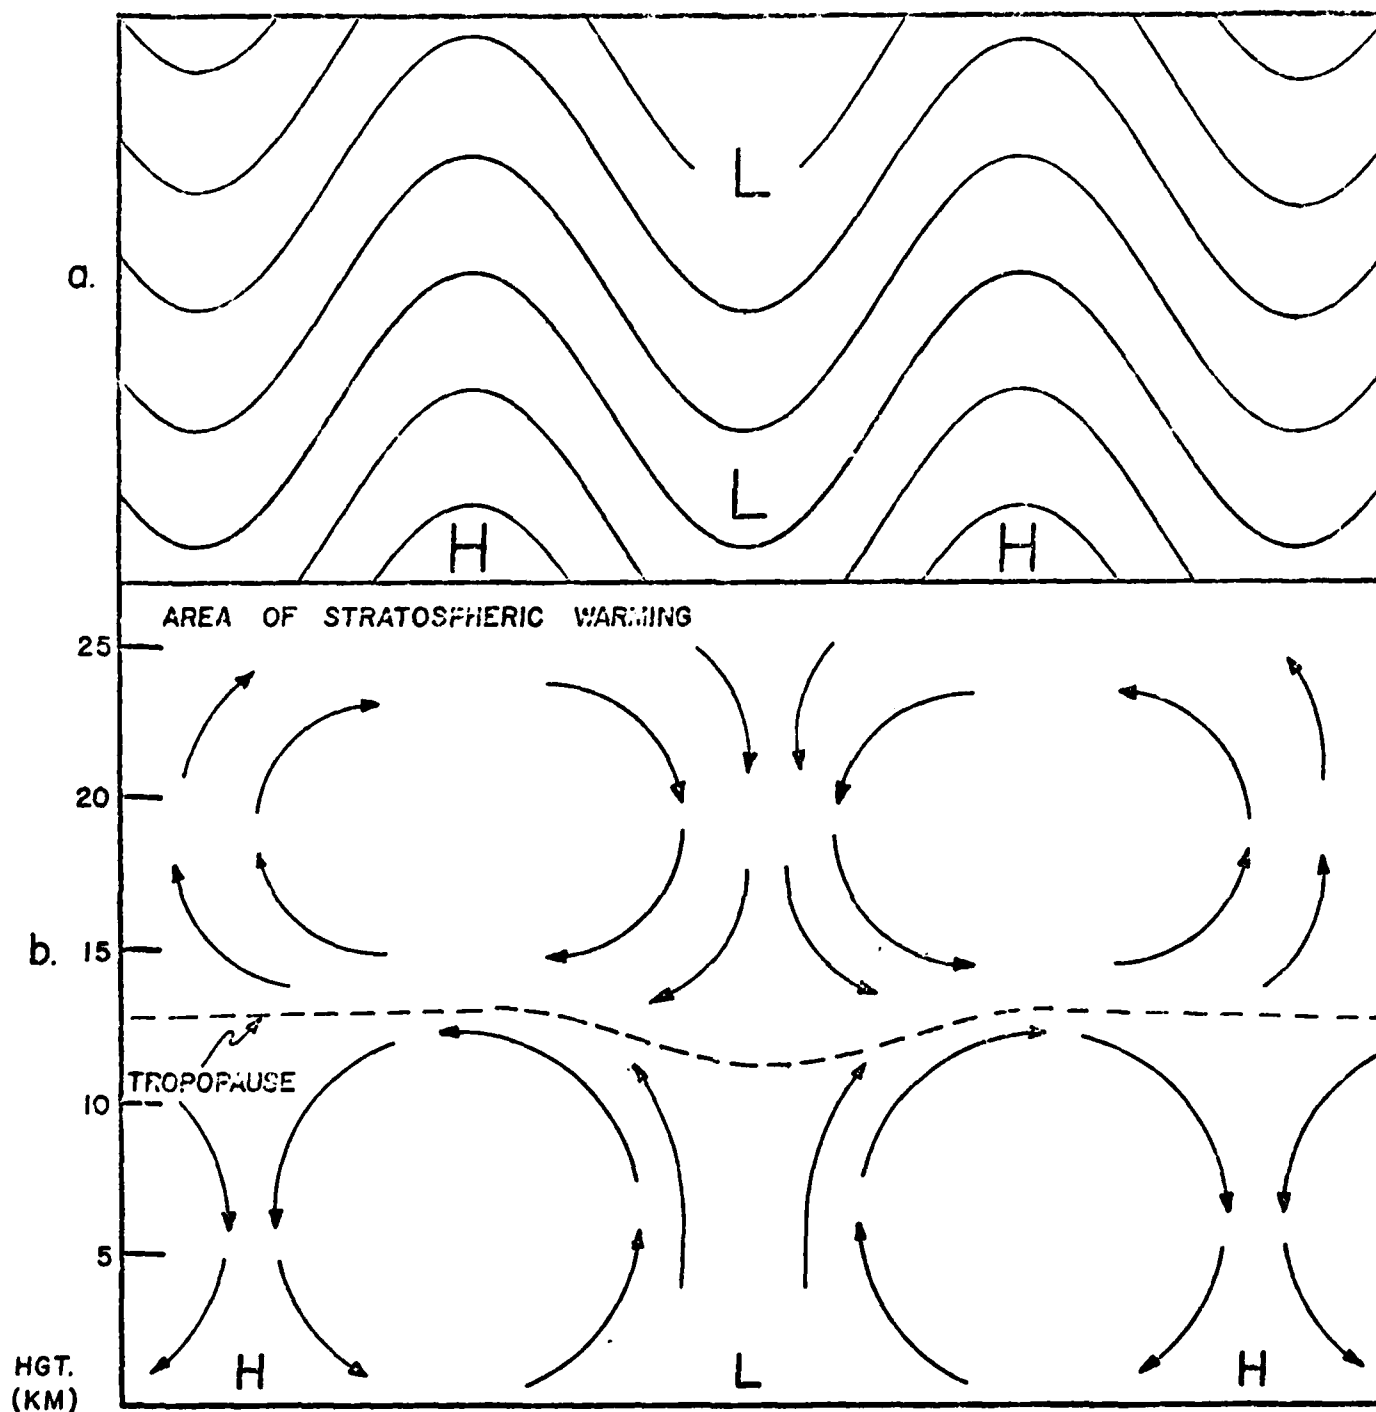 L
a.
L
H H
AREA OF STRATOSPHERIC WARMING
25
20
b. 15
TROPOPAUSE
10
5
HGT.
(KM)
H L H